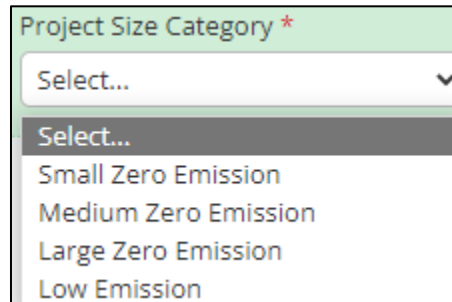 Project Size Category *
Select...
Select...
Small Zero Emission
Medium Zero Emission
Large Zero Emission
Low Emission